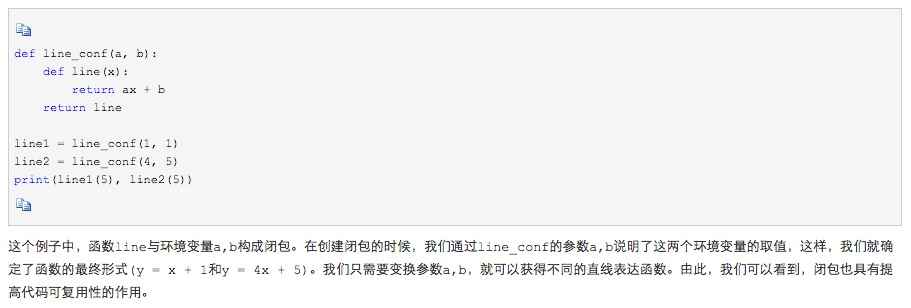 def line_conf(a, b):
    def line(x):
        return ax + b
    return line

line1 = line_conf(1, 1)
line2 = line_conf(4, 5)
print(line1(5), line2(5))
这个例子中，函数line与环境变量a,b构成闭包。在创建闭包的时候，我们通过line_conf的参数a,b说明了这两个环境变量的取值，这样，我们就确
定了函数的最终形式(y = x + 1和y = 4x + 5)。我们只需要变换参数a,b，就可以获得不同的直线表达函数。由此，我们可以看到，闭包也具有提
高代码可复用性的作用。